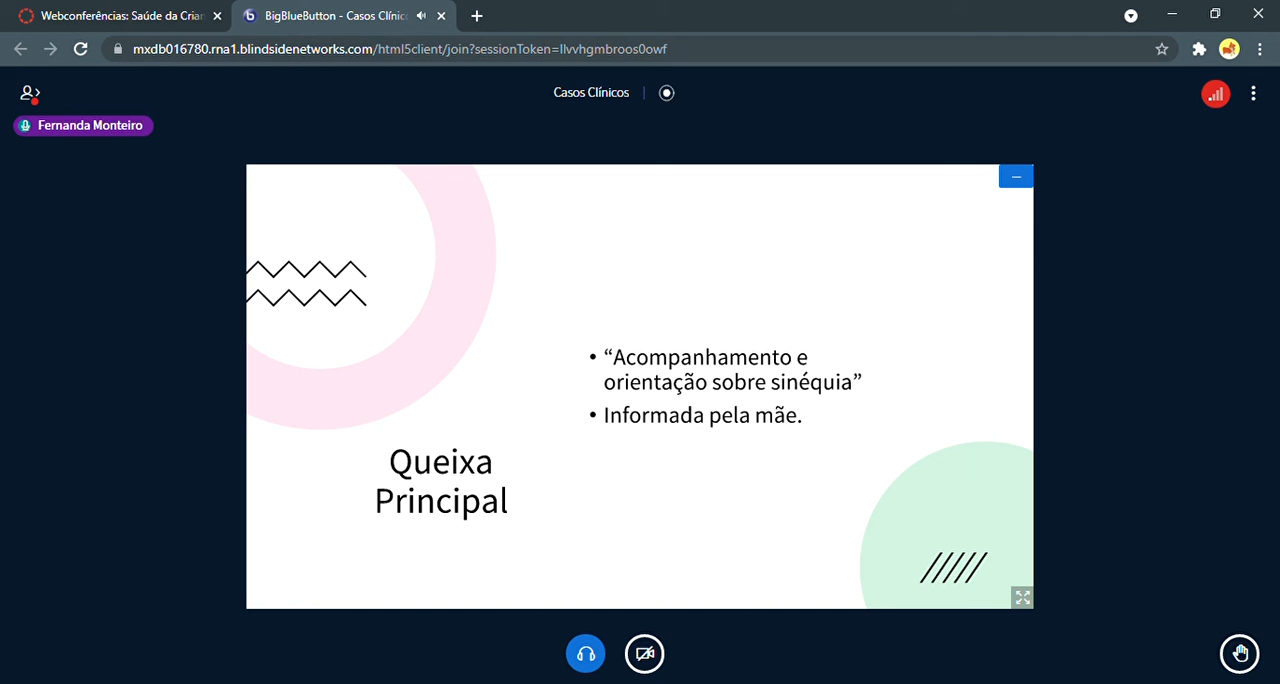 Webconferências: Saúde da Crian
BigBlueButton - Casos Clínic
mxdb016780.rna1.blindsidenetworks.com/html5client/join?sessionToken=llvvhgmbroos0owf
Casos Clínicos
Fernanda Monteiro
• “Acompanhamento e
orientação sobre sinéquia”
• Informada pela mãe.
Queixa
Principal